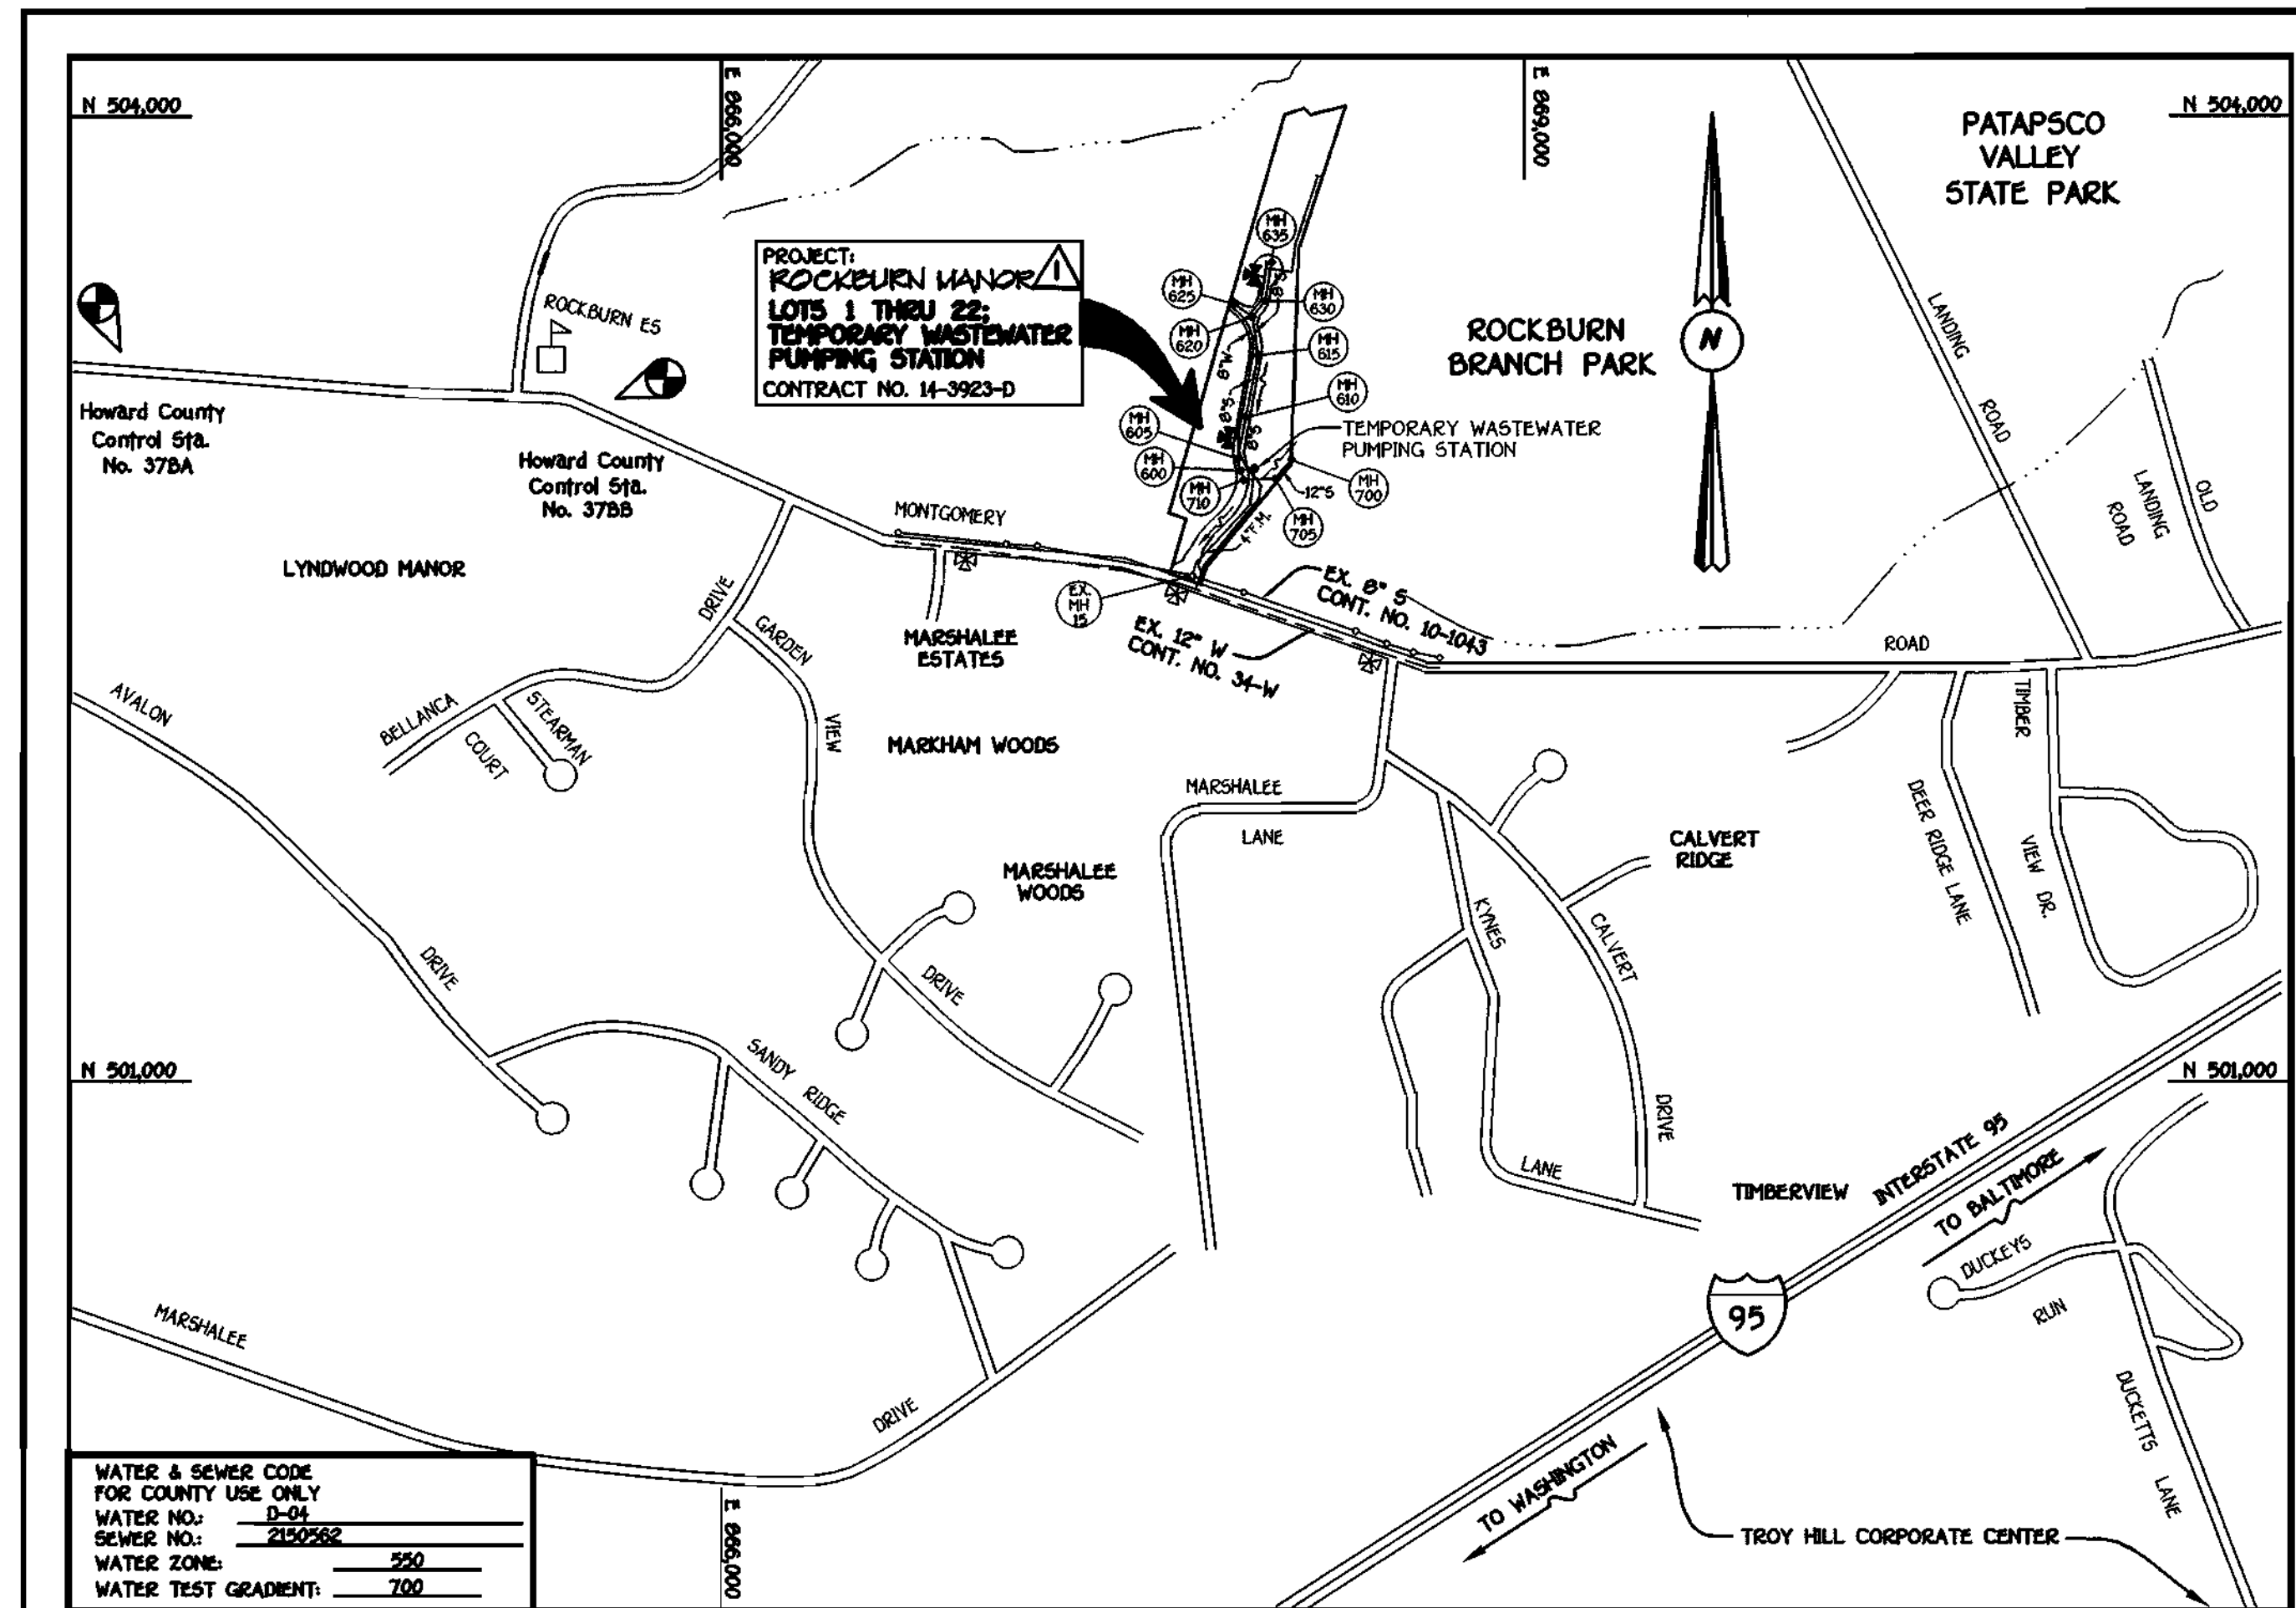 N 504,000
E 866,000
E 869,000
N 504,000
PATAPSCO
VALLEY
STATE PARK
PROJECT:
ROCKBURN MANOR 1
LOTS 1 THRU 22;
TEMPORARY WASTEWATER
PUMPING STATION
CONTRACT NO. 14-3923-D
MH
635
MH
625
MH
630
MH
620
MH
615
MH
610
MH
605
MH
600
MH
710
MH
700
MH
705
8"S
8"W
8"S
8"S
12"S
4"F.M.
TEMPORARY WASTEWATER
PUMPING STATION
ROCKBURN
BRANCH PARK
N
LANDING
ROAD
OLD
LANDING
ROAD
ROCKBURN ES
Howard County
Control Sta.
No. 37BA
Howard County
Control Sta.
No. 37BB
MONTGOMERY
ROAD
LYNDWOOD MANOR
EX.
MH
15
EX. 8" S
CONT. NO. 10-1043
EX. 12" W
CONT. NO. 34-W
MARSHALEE
ESTATES
DRIVE
GARDEN
VIEW
DRIVE
AVALON
DRIVE
BELLANCA
STEARMAN
COURT
MARKHAM WOODS
MARSHALEE
LANE
MARSHALEE
WOODS
CALVERT
RIDGE
KYNES
LANE
CALVERT
DRIVE
DEER RIDGE LANE
TIMBER
VIEW DR.
N 501,000
N 501,000
SANDY RIDGE
TIMBERVIEW
INTERSTATE 95
TO BALTIMORE
DUCKEYS
RUN
95
DUCKETTS
LANE
MARSHALEE
DRIVE
TO WASHINGTON
TROY HILL CORPORATE CENTER
E 866,000
WATER & SEWER CODE
FOR COUNTY USE ONLY
WATER NO.: D-04
SEWER NO.: 2150562
WATER ZONE: 550
WATER TEST GRADIENT: 700